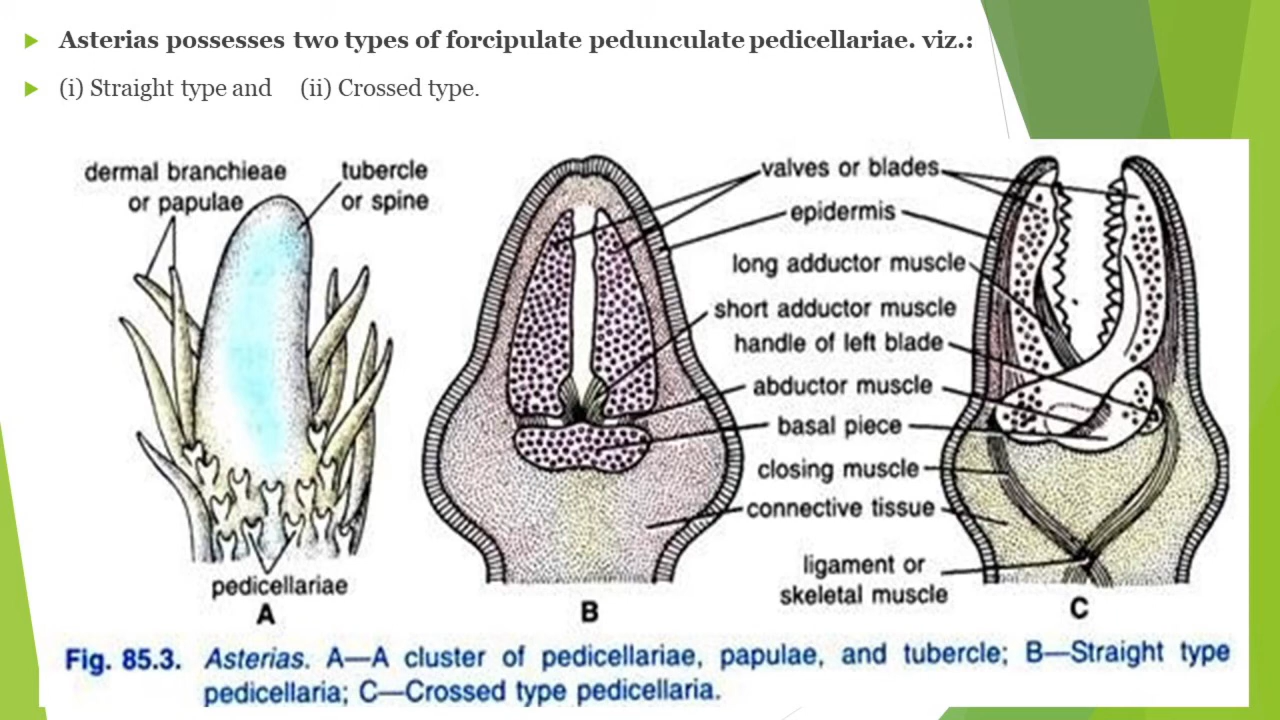 Asterias possesses two types of forcipulate pedunculate pedicellariae. viz.:
(i) Straight type and (ii) Crossed type.
dermal branchieae
or papulae
tubercle
or spine
pedicellariae
A
valves or blades
epidermis
long adductor muscle
short adductor muscle
handle of left blade
abductor muscle
basal piece
closing muscle
connective tissue
ligament or
skeletal muscle
B
C
Fig. 85.3. Asterias. A—A cluster of pedicellariae, papulae, and tubercle; B—Straight type
pedicellaria; C—Crossed type pedicellaria.